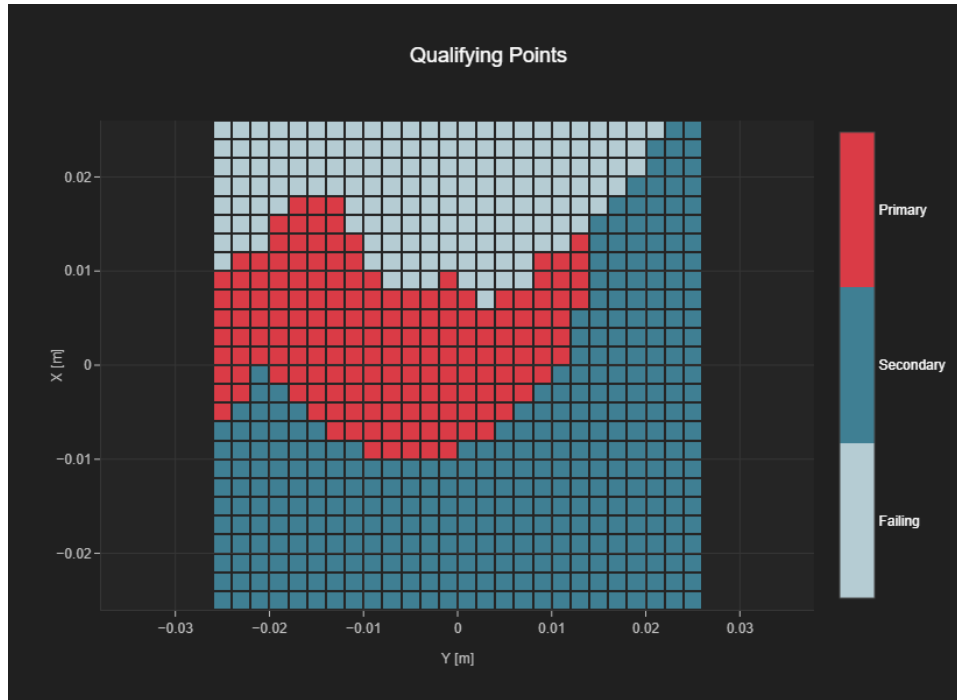 Qualifying Points
0.02
0.01
0
−0.01
−0.02
X [m]
−0.03
−0.02
−0.01
0
0.01
0.02
0.03
Y [m]
Primary
Secondary
Failing